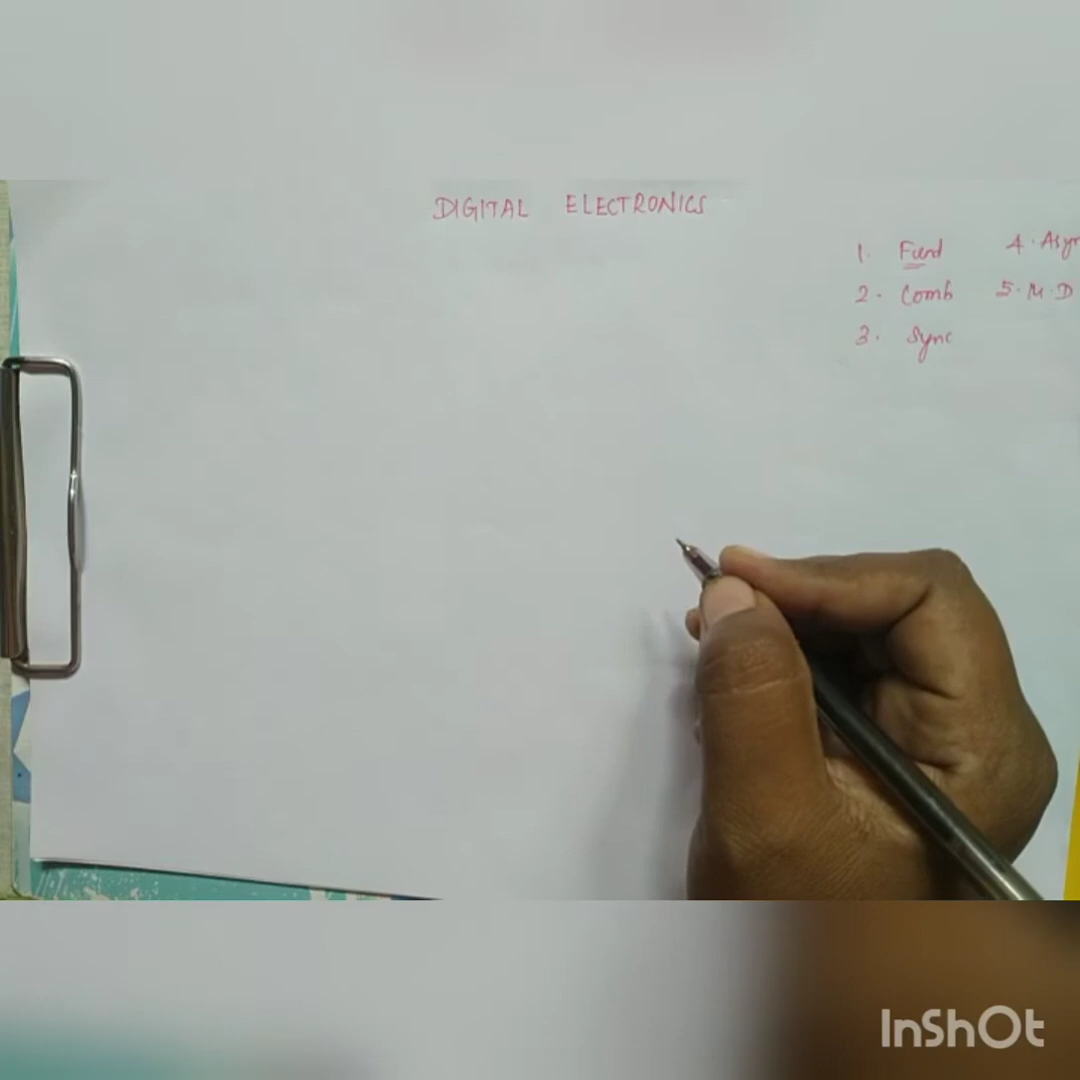 DIGITAL ELECTRONICS
1. Fund 4. Asyn
2. Comb 5. M.D
3. Sync
InShOt